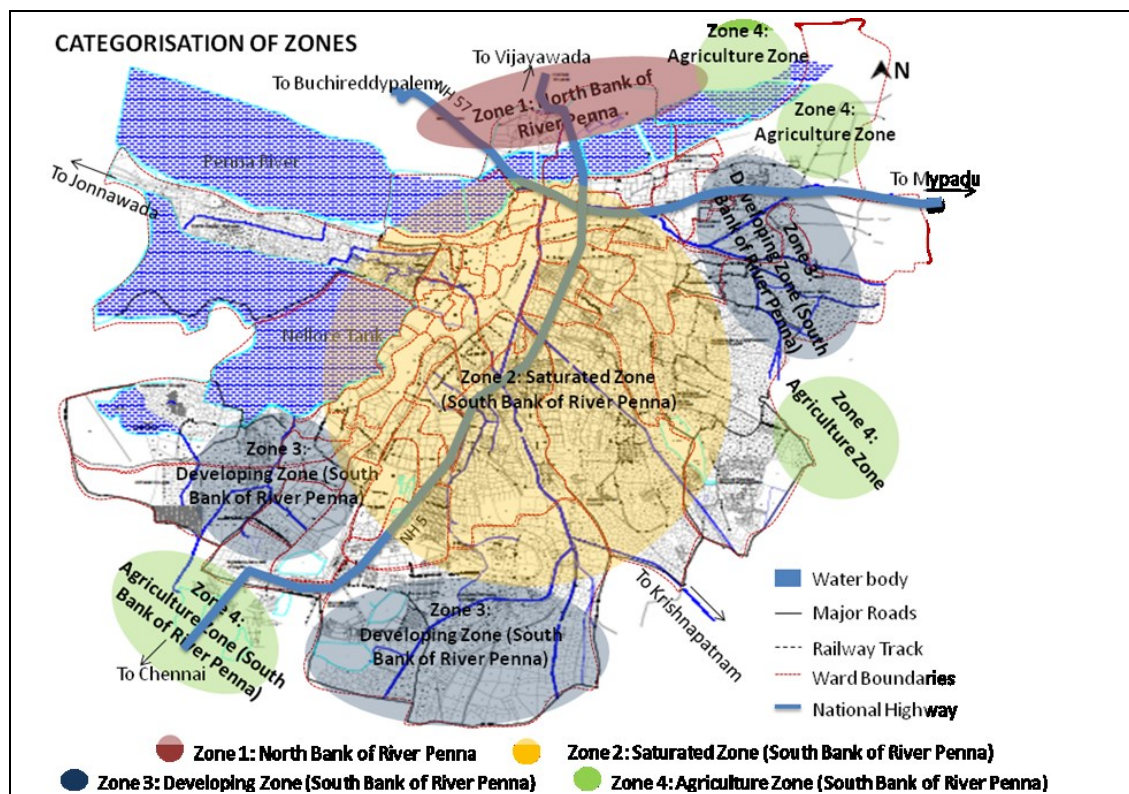 CATEGORISATION OF ZONES
To Vijayawada
Zone 4:
Agriculture Zone
N
To Buchireddypalem
NH 57
Zone 1: North Bank of
River Penna
Zone 4:
Agriculture Zone
Penna River
To Jonnawada
To Mypadu
Zone 3:
Developing Zone (South
Bank of River Penna)
Nellore Tank
Zone 2: Saturated Zone
(South Bank of River Penna)
Zone 4:
Agriculture Zone
Zone 3:
Developing Zone (South
Bank of River Penna)
NH 5
Zone 4:
Agriculture Zone (South
Bank of River Penna)
To Chennai
Zone 3:
Developing Zone (South
Bank of River Penna)
To Krishnapatnam
Water body
Major Roads
Railway Track
Ward Boundaries
National Highway
Zone 1: North Bank of River Penna
Zone 2: Saturated Zone (South Bank of River Penna)
Zone 3: Developing Zone (South Bank of River Penna)
Zone 4: Agriculture Zone (South Bank of River Penna)